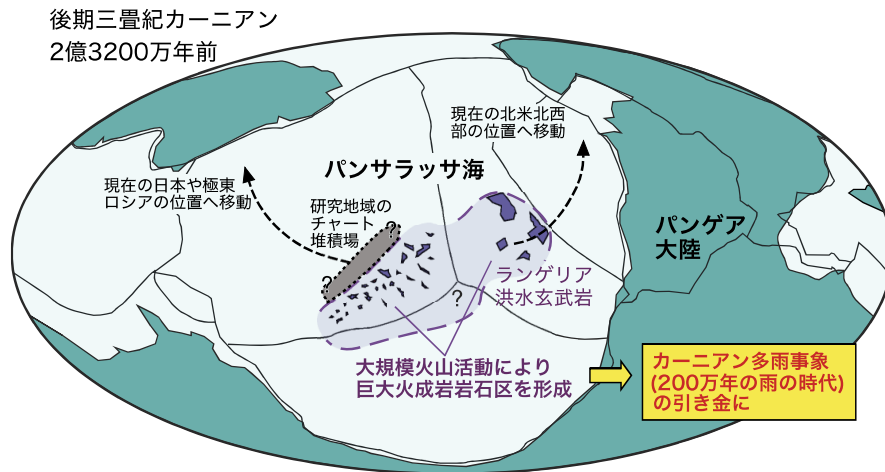 後期三畳紀カーニアン
2億3200万年前
現在の北米北西
部の位置へ移動
パンサラッサ海
現在の日本や極東
ロシアの位置へ移動
研究地域の
チャート
堆積場
?
?
パンゲア
大陸
ランゲリア
洪水玄武岩
?
大規模火山活動により
巨大火成岩岩石区を形成
カーニアン多雨事象
(200万年の雨の時代)
の引き金に